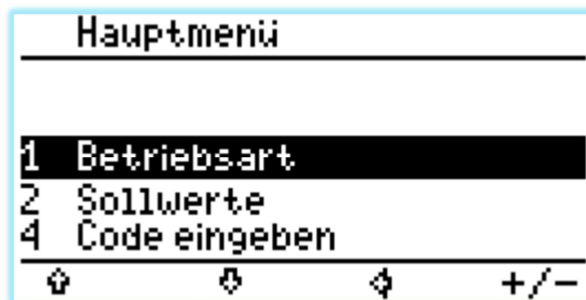 Hauptmenü
1 Betriebsart
2 Sollwerte
4 Code eingeben
+/-